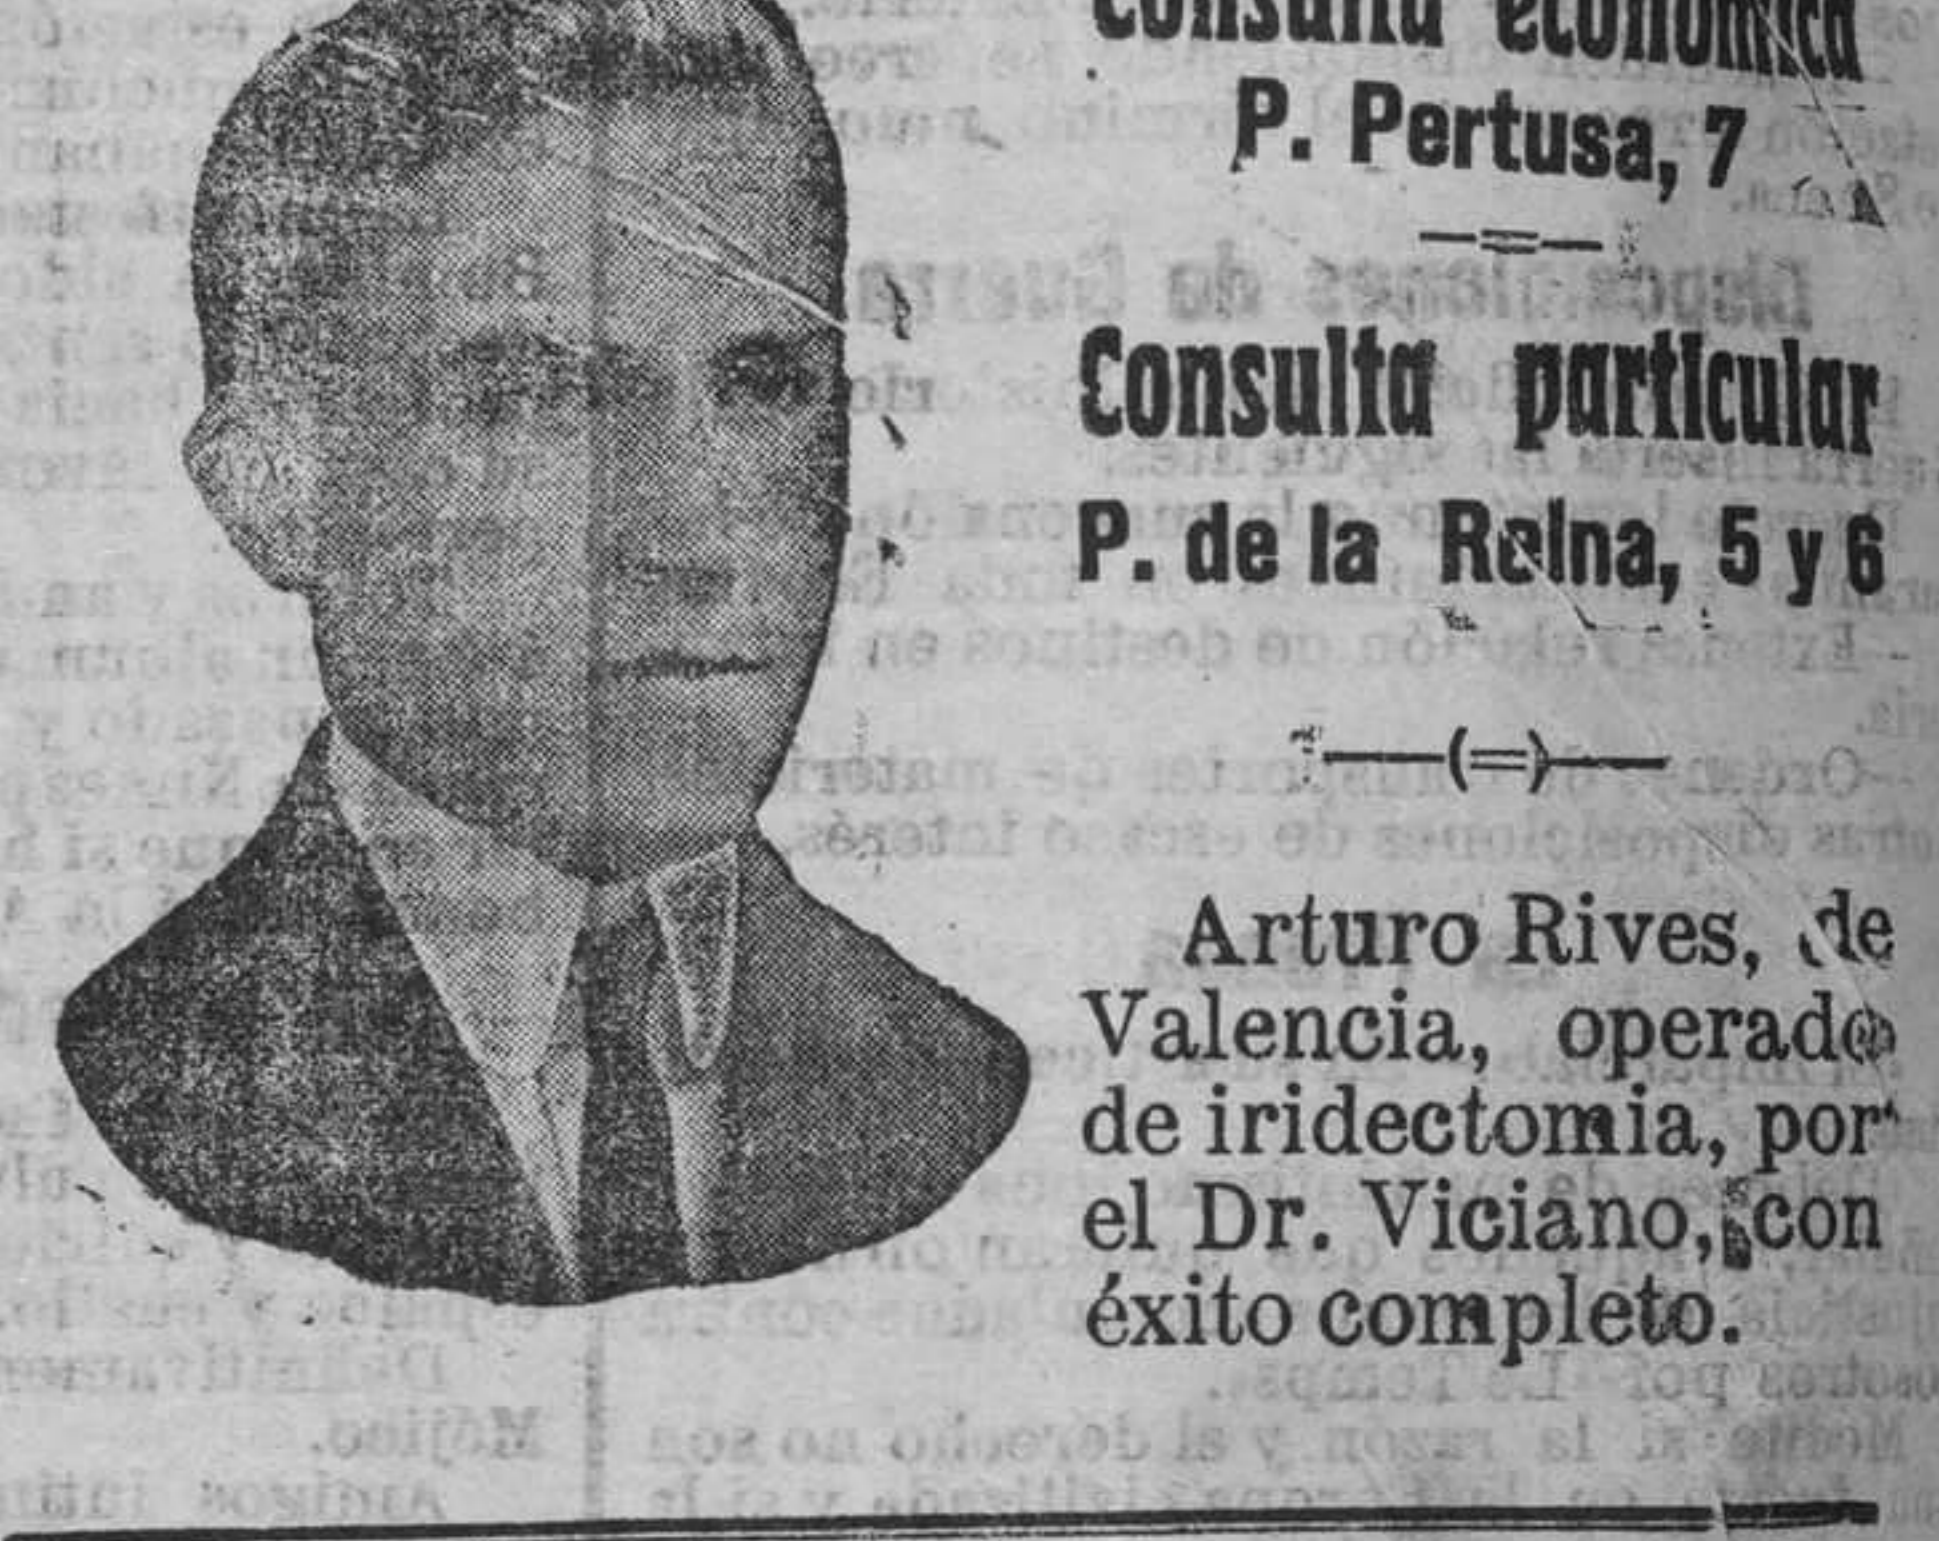 Consulta económica
P. Pertusa, 7
Consulta particular
P. de la Reina, 5 y 6
Arturo Rives, de
Valencia, operado
de iridectomia, por
el Dr. Viciano, con
éxito completo.